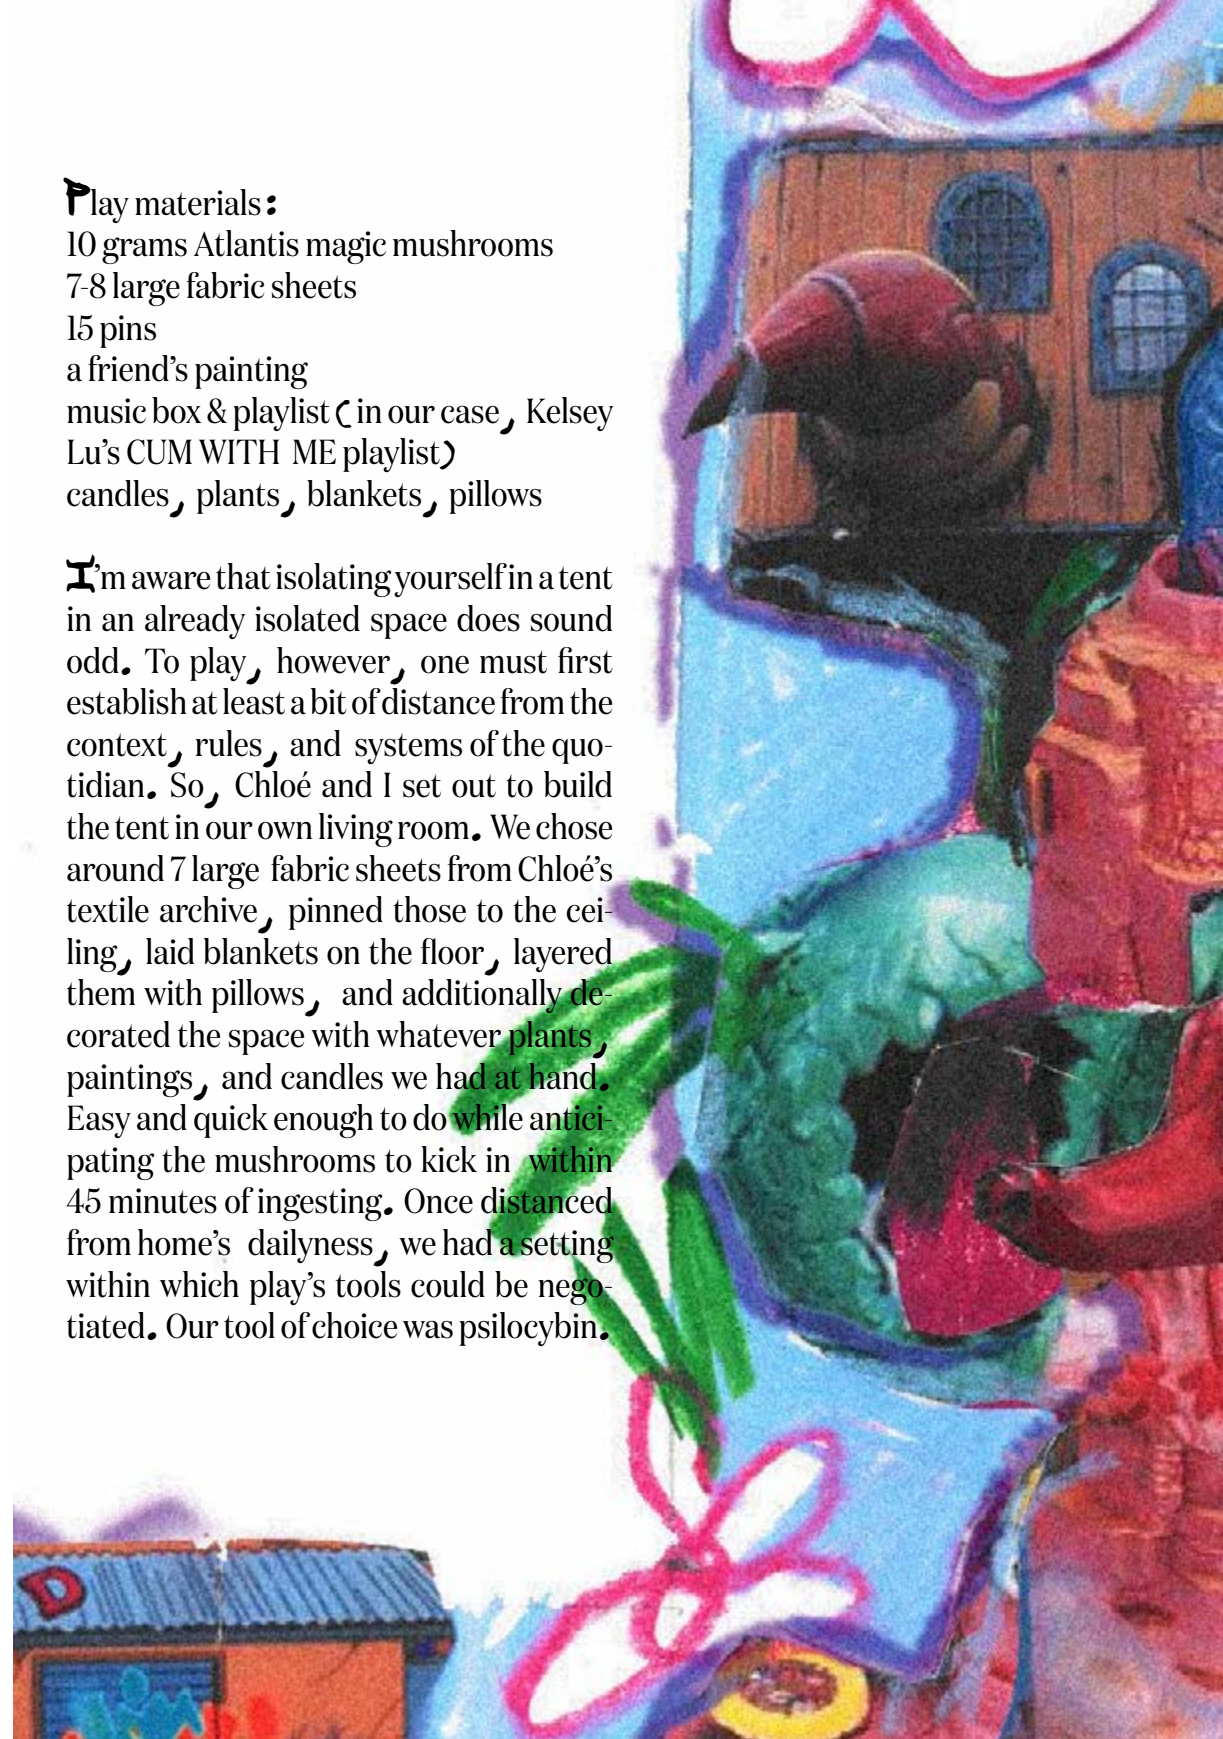 Play materials:
10 grams Atlantis magic mushrooms
7-8 large fabric sheets
15 pins
a friend's painting
music box & playlist (in our case, Kelsey
Lu's CUM WITH ME playlist)
candles, plants, blankets, pillows
I'm aware that isolating yourself in a tent
in an already isolated space does sound
odd. To play, however, one must first
establish at least a bit of distance from the
context, rules, and systems of the quo-
tidian. So, Chloé and I set out to build
the tent in our own living room. We chose
around 7 large fabric sheets from Chloé's
textile archive, pinned those to the cei-
ling, laid blankets on the floor, layered
them with pillows, and additionally de-
corated the space with whatever plants,
paintings, and candles we had at hand.
Easy and quick enough to do while antici-
pating the mushrooms to kick in within
45 minutes of ingesting. Once distanced
from home's dailyness, we had a setting
within which play's tools could be nego-
tiated. Our tool of choice was psilocybin.
D